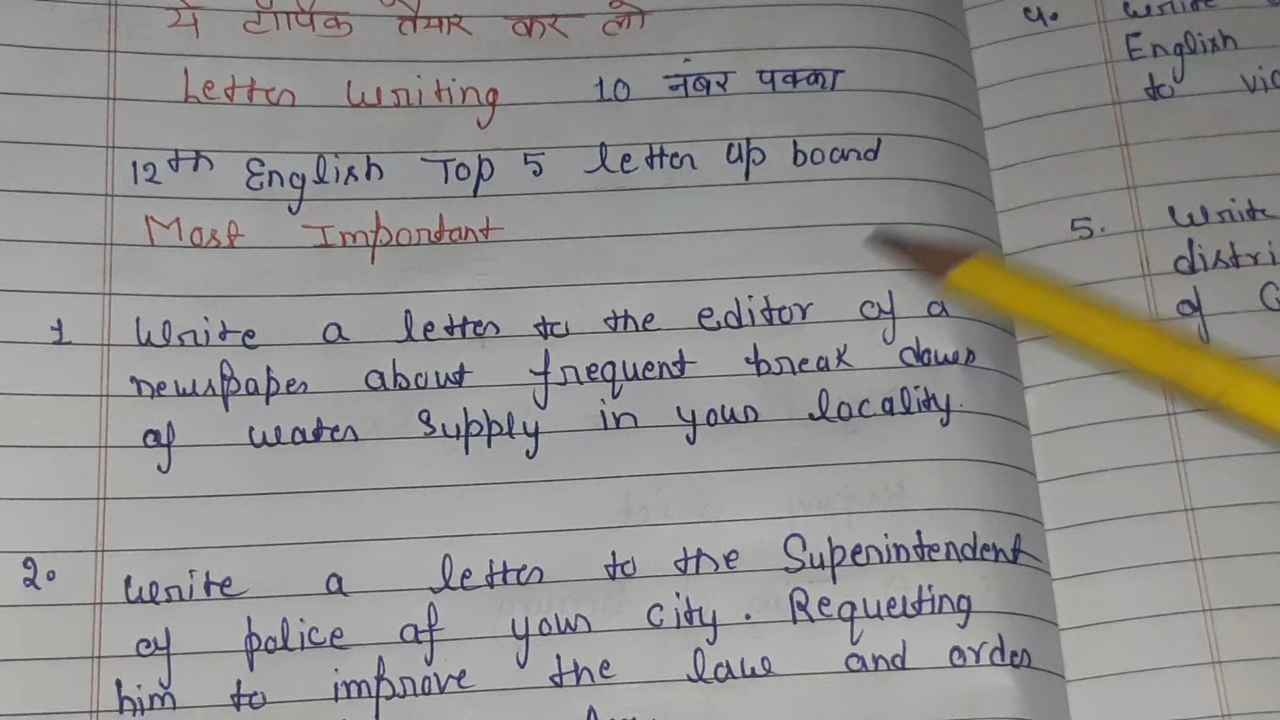 ये टॉपिक तैयार कर लो
Letter Writing 10 नंबर पक्का
12th English Top 5 letter up board
Most Important
1 Write a letter to the editor of a
newspaper about frequent break down
of water supply in your locality.
2. Write a letter to the Superintendent
of police of your city. Requesting
him to improve the law and order
4. Write
English
to
5. Write
distri
of